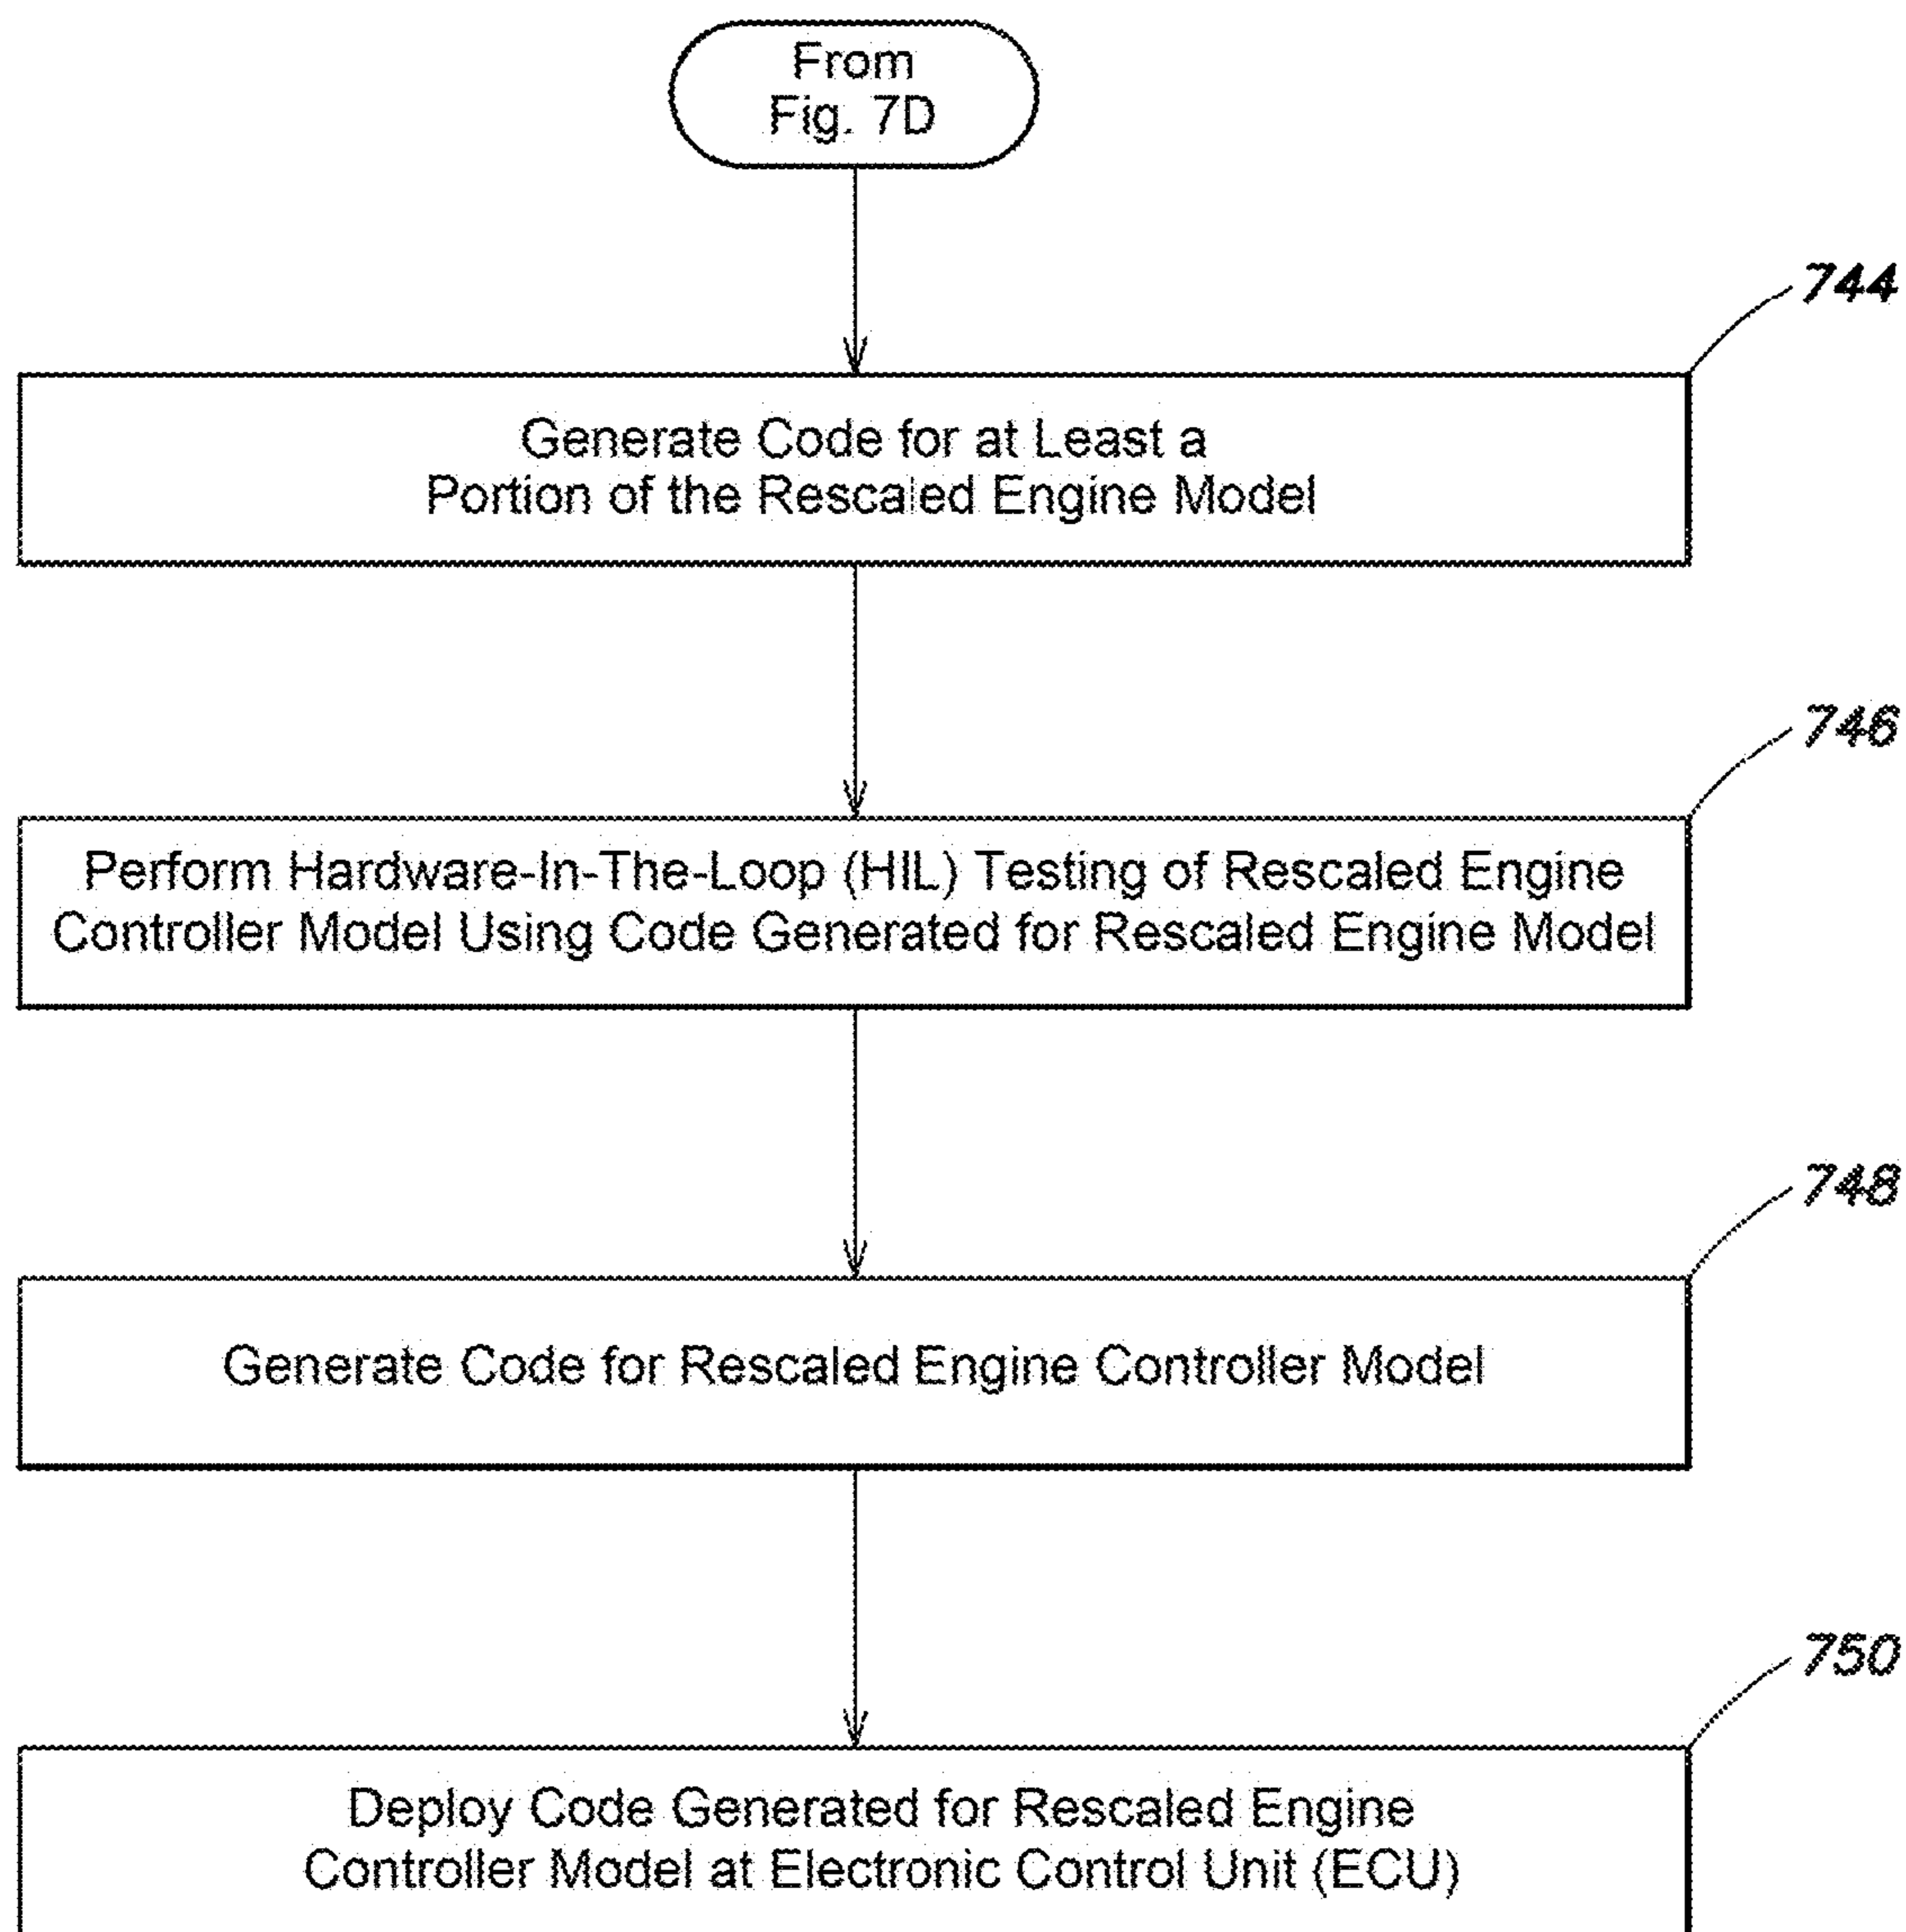 From
Fig. 7D
744
Generate Code for at Least a
Portion of the Rescaled Engine Model
746
Perform Hardware-In-The-Loop (HIL) Testing of Rescaled Engine
Controller Model Using Code Generated for Rescaled Engine Model
748
Generate Code for Rescaled Engine Controller Model
750
Deploy Code Generated for Rescaled Engine
Controller Model at Electronic Control Unit (ECU)